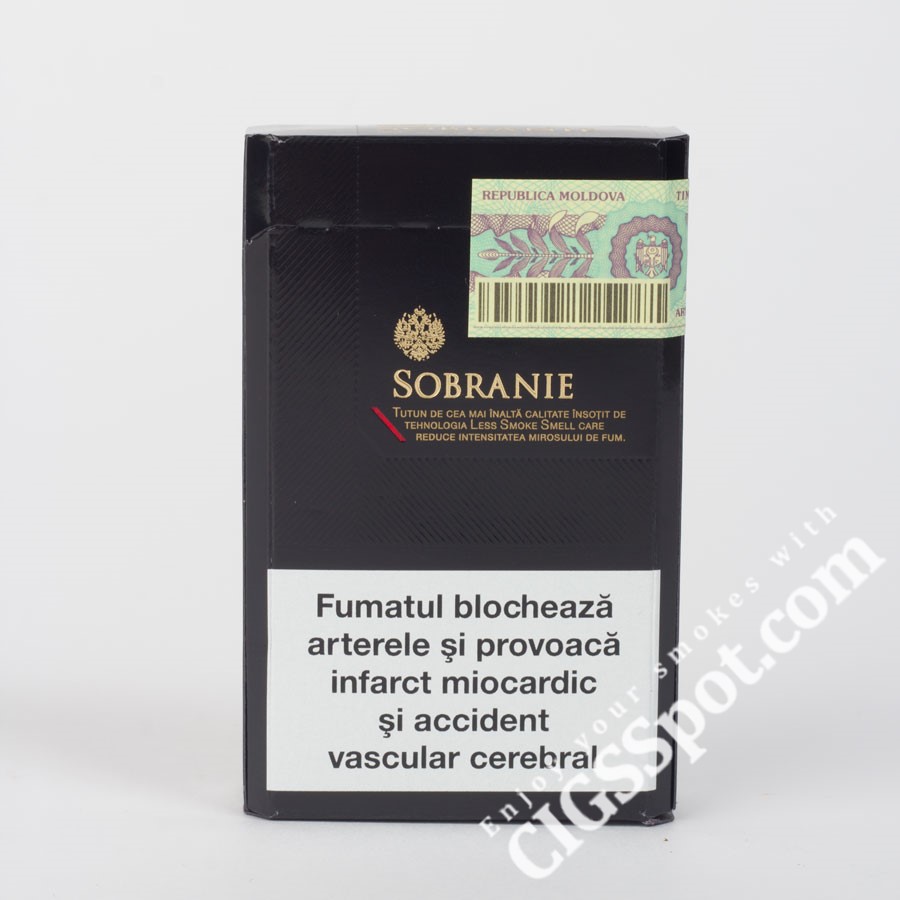 REPUBLICA MOLDOVA
SOBRANIE
TUTUN DE CEA MAI ÎNALTĂ CALITATE ÎNSOȚIT DE
TEHNOLOGIA LESS SMOKE SMELL CARE
REDUCE INTENSITATEA MIROSULUI DE FUM.
Fumatul blochează
arterele şi provoacă
infarct miocardic
şi accident
vascular cerebral
Enjoy your smokes with
CIGSSpot.com